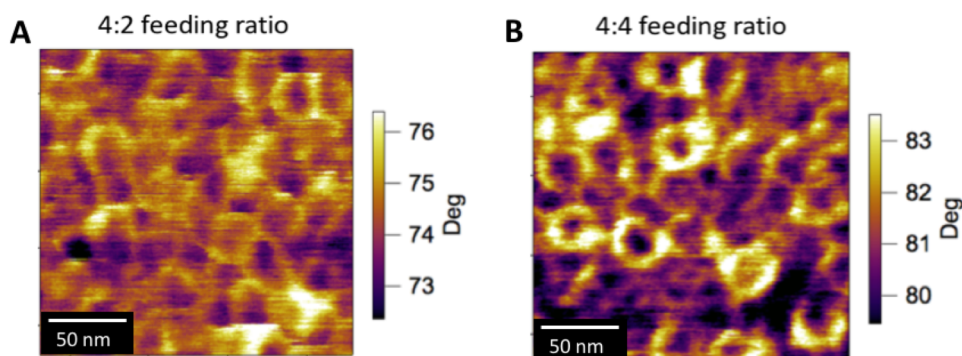 A
4:2 feeding ratio
76
75
74
73
Deg
50 nm
B
4:4 feeding ratio
83
82
81
80
Deg
50 nm